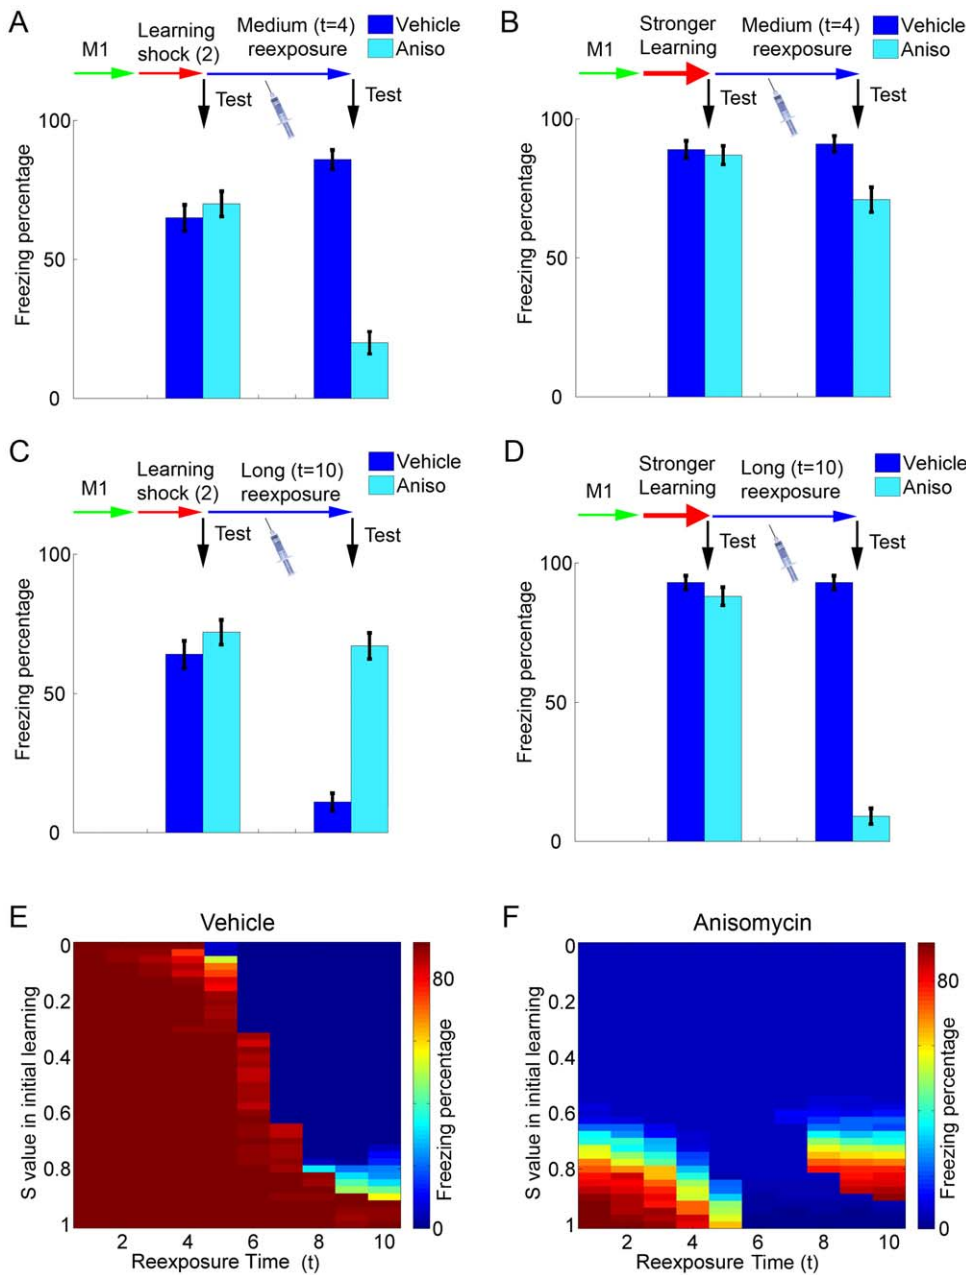 A
M1
Learning
shock (2)
Medium (t=4)
reexposure
Vehicle
Aniso
Test
Test
100
50
0
Freezing percentage
B
M1
Stronger
Learning
Medium (t=4)
reexposure
Vehicle
Aniso
Test
Test
100
50
0
Freezing percentage
C
M1
Learning
shock (2)
Long (t=10)
reexposure
Vehicle
Aniso
Test
Test
100
50
0
Freezing percentage
D
M1
Stronger
Learning
Long (t=10)
reexposure
Vehicle
Aniso
Test
Test
100
50
0
Freezing percentage
E
Vehicle
0
0.2
0.4
0.6
0.8
1
S value in initial learning
2
4
6
8
10
Reexposure Time (t)
80
0
Freezing percentage
F
Anisomycin
0
0.2
0.4
0.6
0.8
1
S value in initial learning
2
4
6
8
10
Reexposure Time (t)
80
0
Freezing percentage